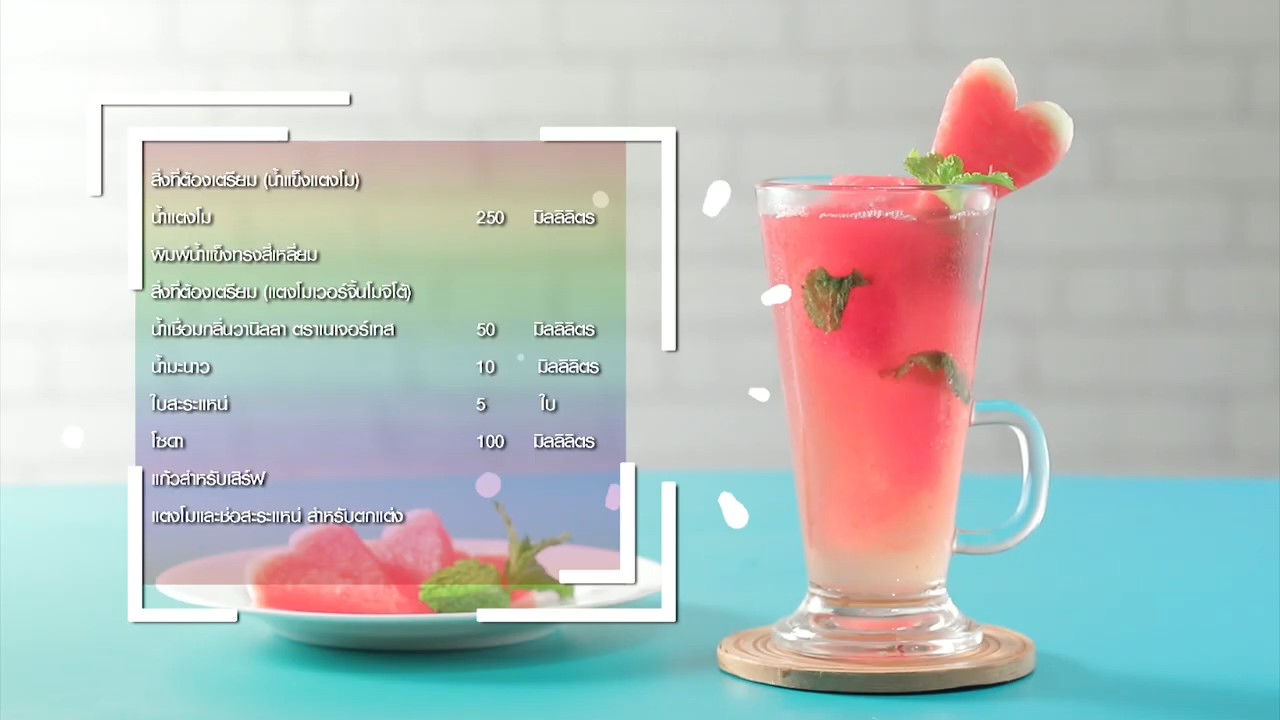 สิ่งที่ต้องเตรียม (น้ำแข็งแตงโม)
น้ำแตงโม 250 มิลลิลิตร
พิมพ์น้ำแข็งทรงสี่เหลี่ยม
สิ่งที่ต้องเตรียม (แตงโมเวอร์จิ้นโมจิโต้)
น้ำเชื่อมกลิ่นวานิลลา ตราเนเจอร์เทส 50 มิลลิลิตร
น้ำมะนาว 10 มิลลิลิตร
ใบสะระแหน่ 5 ใบ
โซดา 100 มิลลิลิตร
แก้วสำหรับเสิร์ฟ
แตงโมและช่อสะระแหน่ สำหรับตกแต่ง